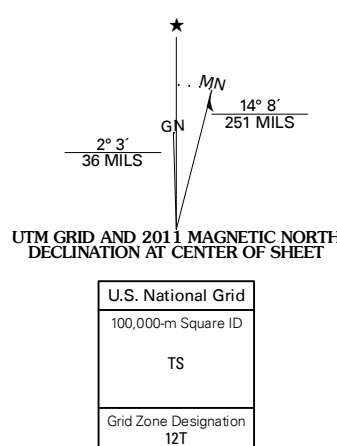 ★
MN
GN
14° 8´
251 MILS
2° 3´
36 MILS
UTM GRID AND 2011 MAGNETIC NORTH
DECLINATION AT CENTER OF SHEET
U.S. National Grid
100,000-m Square ID
TS
Grid Zone Designation
12T